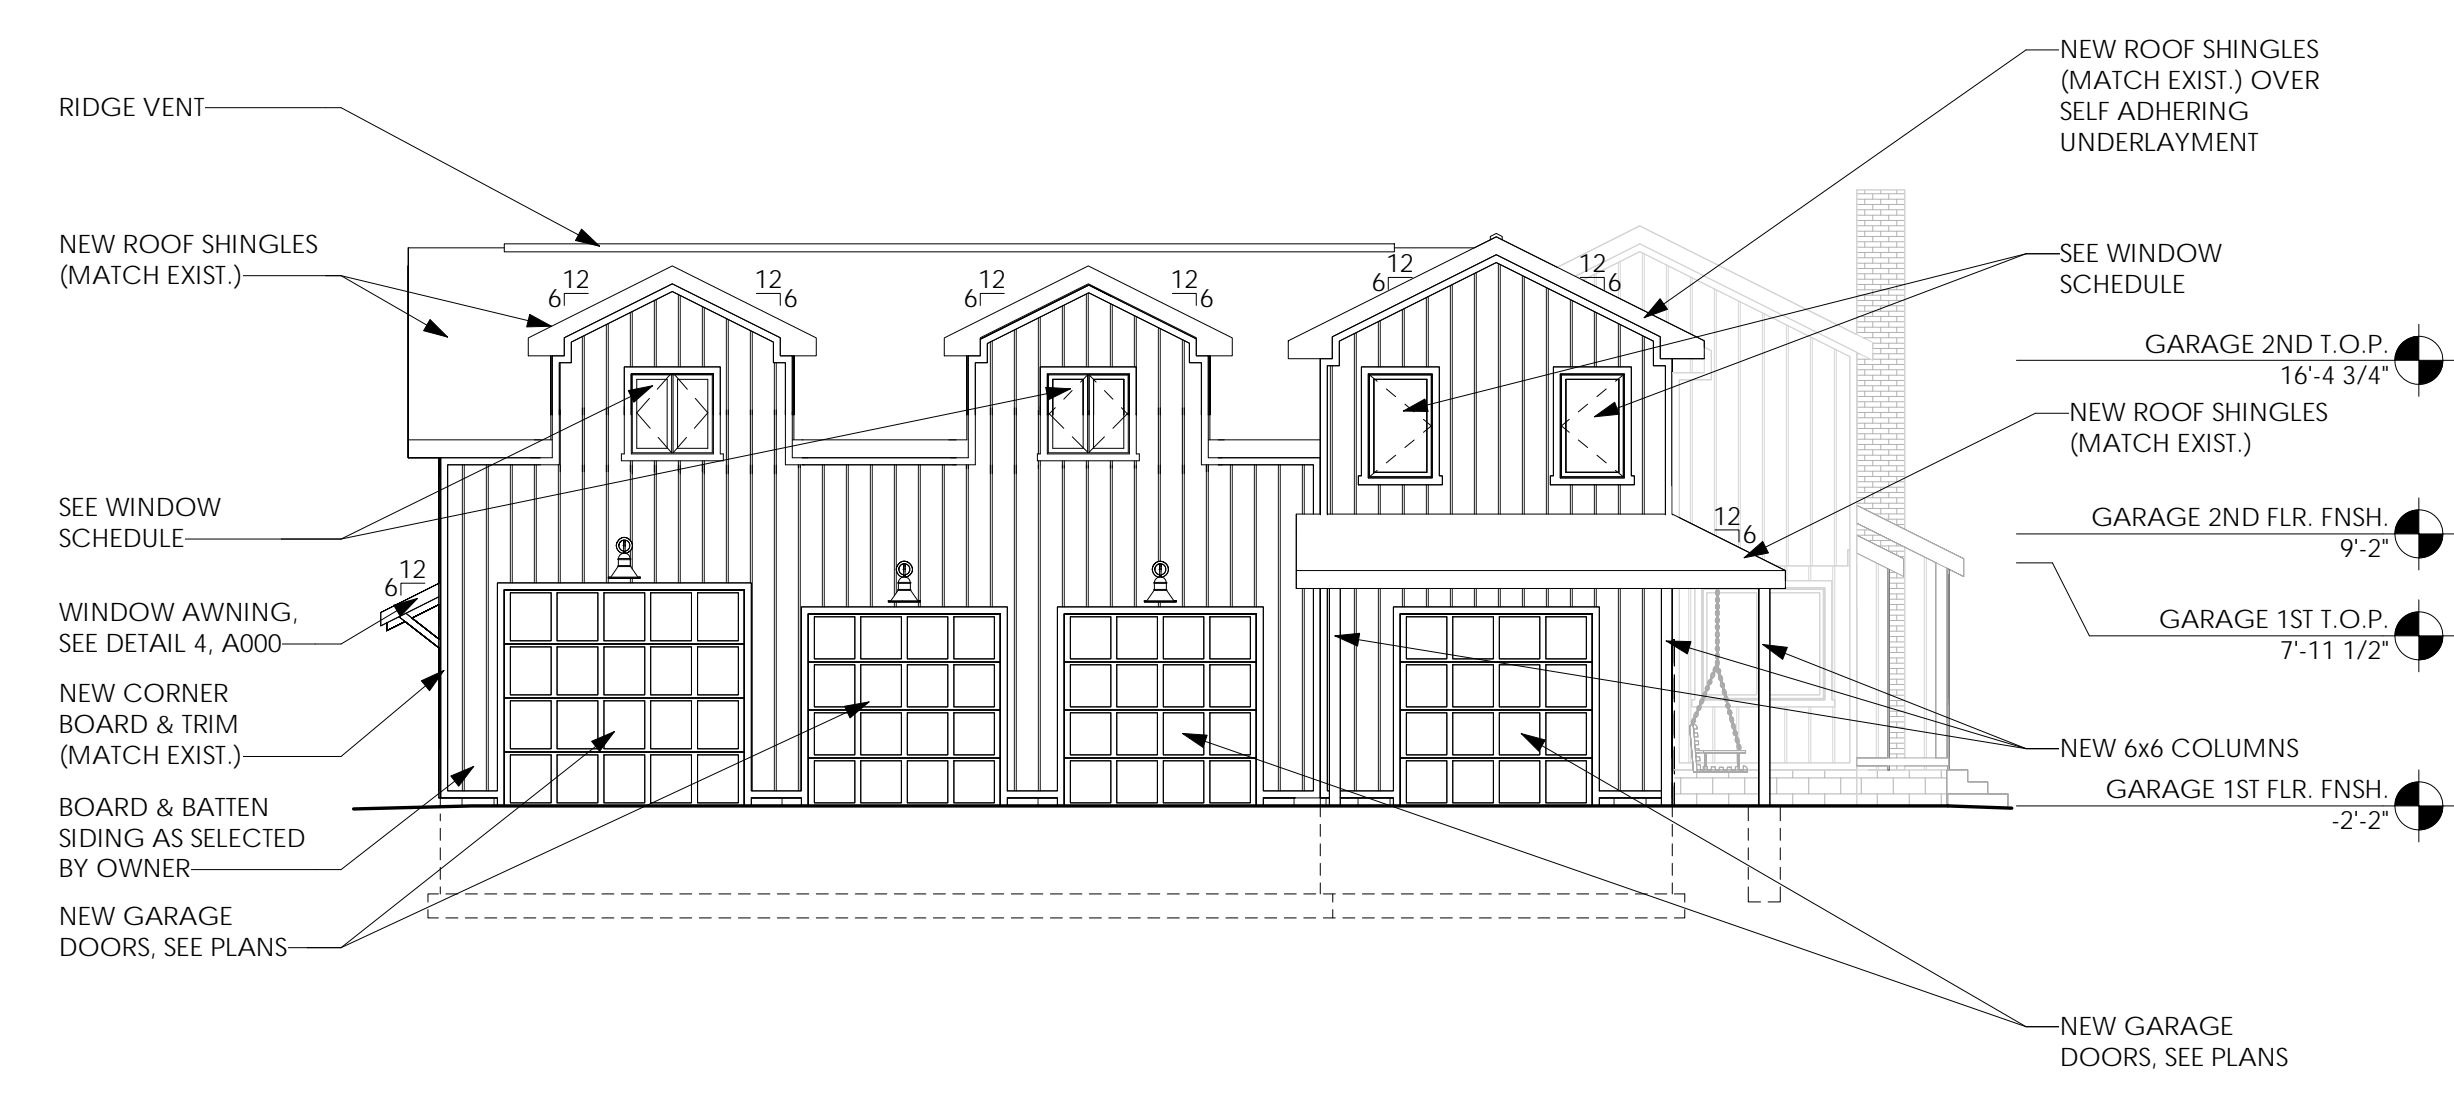 RIDGE VENT
NEW ROOF SHINGLES
(MATCH EXIST.)
SEE WINDOW
SCHEDULE
WINDOW AWNING,
SEE DETAIL 4, A000
NEW CORNER
BOARD & TRIM
(MATCH EXIST.)
BOARD & BATTEN
SIDING AS SELECTED
BY OWNER
NEW GARAGE
DOORS, SEE PLANS
12
6
12
6
12
6
12
6
12
6
12
6
12
6
12
6
NEW ROOF SHINGLES
(MATCH EXIST.) OVER
SELF ADHERING
UNDERLAYMENT
SEE WINDOW
SCHEDULE
GARAGE 2ND T.O.P.
16'-4 3/4"
NEW ROOF SHINGLES
(MATCH EXIST.)
GARAGE 2ND FLR. FNSH.
9'-2"
GARAGE 1ST T.O.P.
7'-11 1/2"
NEW 6x6 COLUMNS
GARAGE 1ST FLR. FNSH.
-2'-2"
NEW GARAGE
DOORS, SEE PLANS